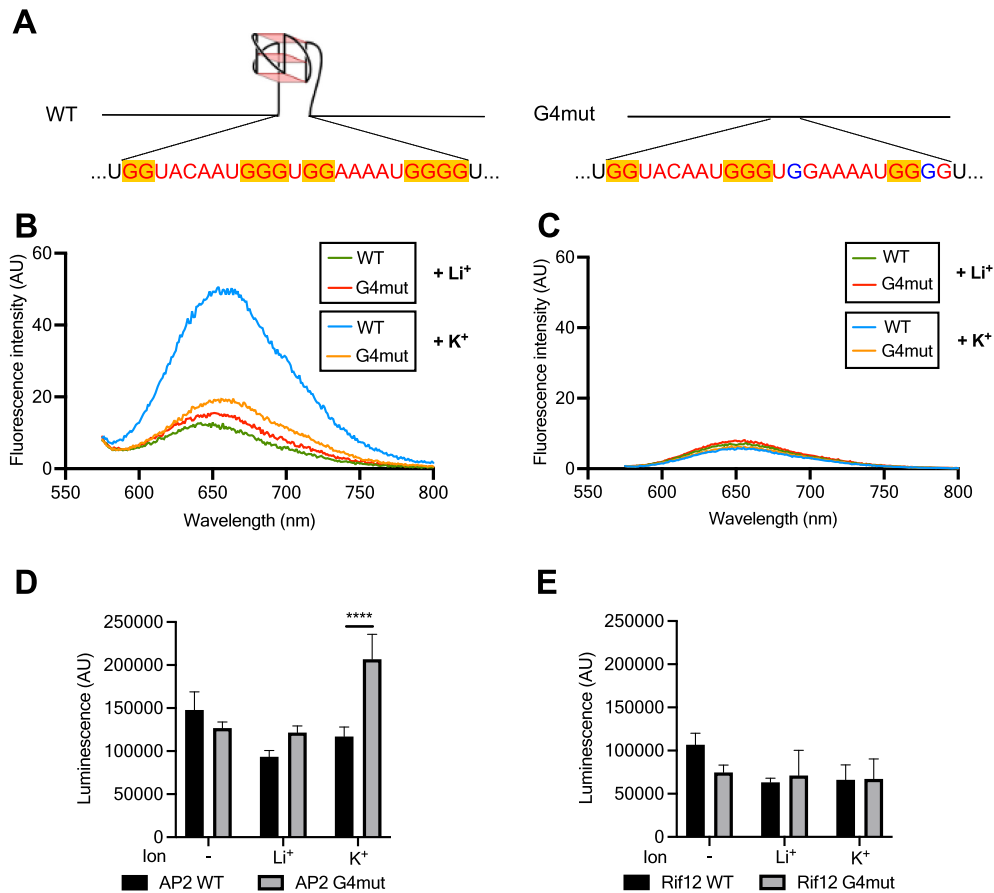 A
WT
G4mut
...UGGUACAAUGGGUGGAAAAUGGGGU...
...UGGUACAAUGGGUGGAAAAUGGGGU...
B
Fluorescence intensity (AU)
60
40
20
0
550
600
650
700
750
800
Wavelength (nm)
WT
G4mut
+ Li⁺
WT
G4mut
+ K⁺
C
Fluorescence intensity (AU)
60
40
20
0
550
600
650
700
750
800
Wavelength (nm)
WT
G4mut
+ Li⁺
WT
G4mut
+ K⁺
D
Luminescence (AU)
250000
200000
150000
100000
50000
0
****
Ion - Li⁺ K⁺
AP2 WT AP2 G4mut
E
Luminescence (AU)
250000
200000
150000
100000
50000
0
Ion - Li⁺ K⁺
Rif12 WT Rif12 G4mut